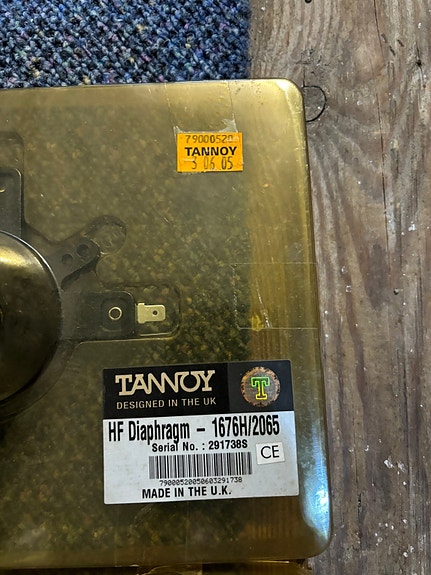 79000520
TANNOY
3 06 05
TANNOY
DESIGNED IN THE UK
T
HF Diaphragm - 1676H/2065
Serial No. : 291738S
CE
79000520050603291738
MADE IN THE U.K.